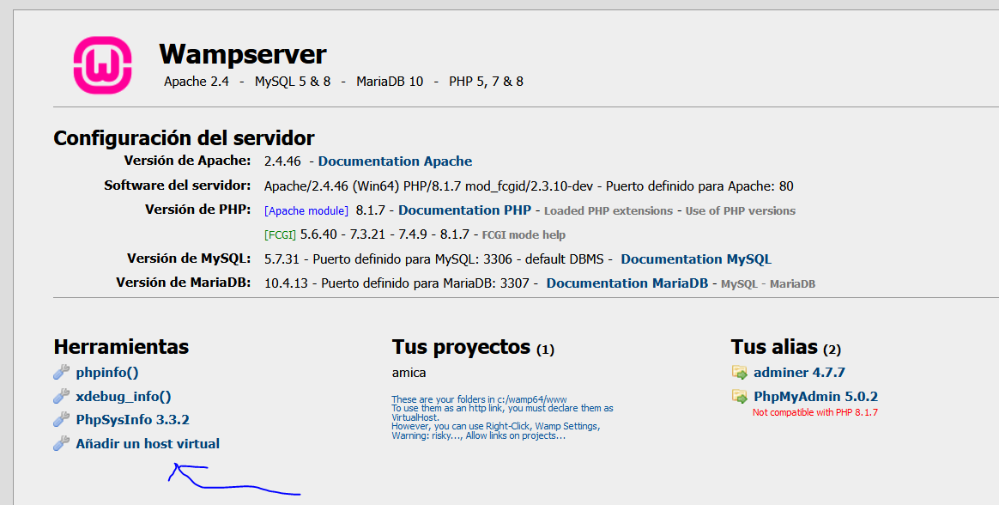 Wampserver
Apache 2.4 - MySQL 5 & 8 - MariaDB 10 - PHP 5, 7 & 8
Configuración del servidor
Versión de Apache: 2.4.46 - Documentation Apache
Software del servidor: Apache/2.4.46 (Win64) PHP/8.1.7 mod_fcgid/2.3.10-dev - Puerto definido para Apache: 80
Versión de PHP: [Apache module] 8.1.7 - Documentation PHP - Loaded PHP extensions - Use of PHP versions
[FCGI] 5.6.40 - 7.3.21 - 7.4.9 - 8.1.7 - FCGI mode help
Versión de MySQL: 5.7.31 - Puerto definido para MySQL: 3306 - default DBMS - Documentation MySQL
Versión de MariaDB: 10.4.13 - Puerto definido para MariaDB: 3307 - Documentation MariaDB - MySQL - MariaDB
Herramientas
phpinfo()
xdebug_info()
PhpSysInfo 3.3.2
Añadir un host virtual
Tus proyectos (1)
amica
These are your folders in c:/wamp64/www
To use them as an http link, you must declare them as
VirtualHost.
However, you can use Right-Click, Wamp Settings,
Warning: risky..., Allow links on projects...
Tus alias (2)
adminer 4.7.7
PhpMyAdmin 5.0.2
Not compatible with PHP 8.1.7